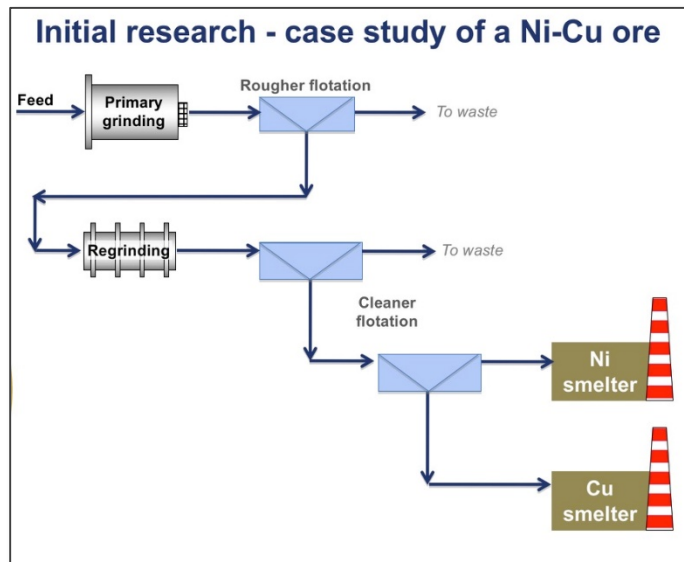 Initial research - case study of a Ni-Cu ore
Rougher flotation
Feed
Primary
grinding
To waste
Regrinding
To waste
Cleaner
flotation
Ni
smelter
Cu
smelter